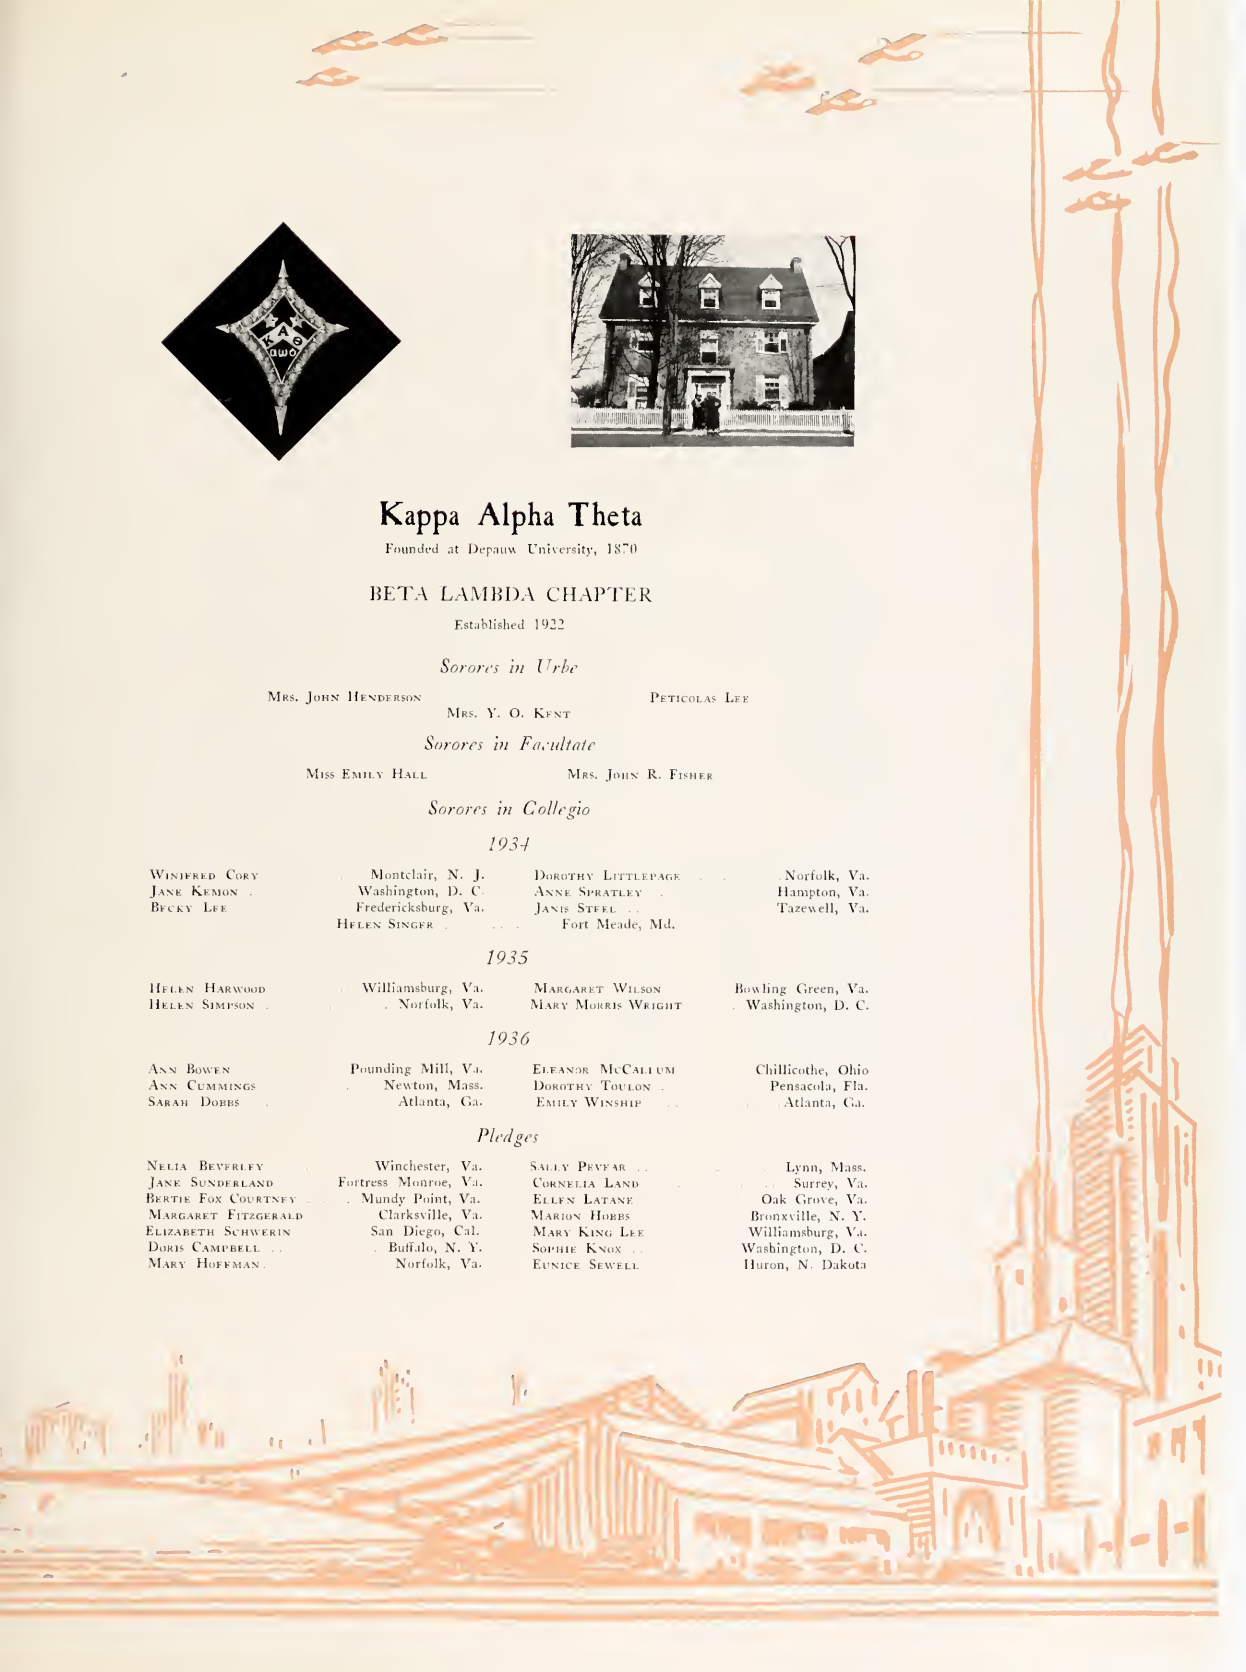 Κ Α Θ
αωο
Kappa Alpha Theta
Founded at Depauw University, 1870
BETA LAMBDA CHAPTER
Established 1922
Sorores in Urbe
Mrs. John Henderson Peticolas Lee
Mrs. Y. O. Kent
Sorores in Facultate
Miss Emily Hall Mrs. John R. Fisher
Sorores in Collegio
1934
Winifred Cory Montclair, N. J. Dorothy Littlepage Norfolk, Va.
Jane Kemon Washington, D. C. Anne Spratley Hampton, Va.
Becky Lee Fredericksburg, Va. Janis Steel Tazewell, Va.
Helen Singer Fort Meade, Md.
1935
Helen Harwood Williamsburg, Va. Margaret Wilson Bowling Green, Va.
Helen Simpson Norfolk, Va. Mary Morris Wright Washington, D. C.
1936
Ann Bowen Pounding Mill, Va. Eleanor McCallum Chillicothe, Ohio
Ann Cummings Newton, Mass. Dorothy Toulon Pensacola, Fla.
Sarah Dobbs Atlanta, Ga. Emily Winship Atlanta, Ga.
Pledges
Nelia Beverley Winchester, Va. Sally Pevear Lynn, Mass.
Jane Sunderland Fortress Monroe, Va. Cornelia Land Surrey, Va.
Bertie Fox Courtney Mundy Point, Va. Ellen Latane Oak Grove, Va.
Margaret Fitzgerald Clarksville, Va. Marion Hobbs Bronxville, N. Y.
Elizabeth Schwerin San Diego, Cal. Mary King Lee Williamsburg, Va.
Doris Campbell Buffalo, N. Y. Sophie Knox Washington, D. C.
Mary Hoffman Norfolk, Va. Eunice Sewell Huron, N. Dakota